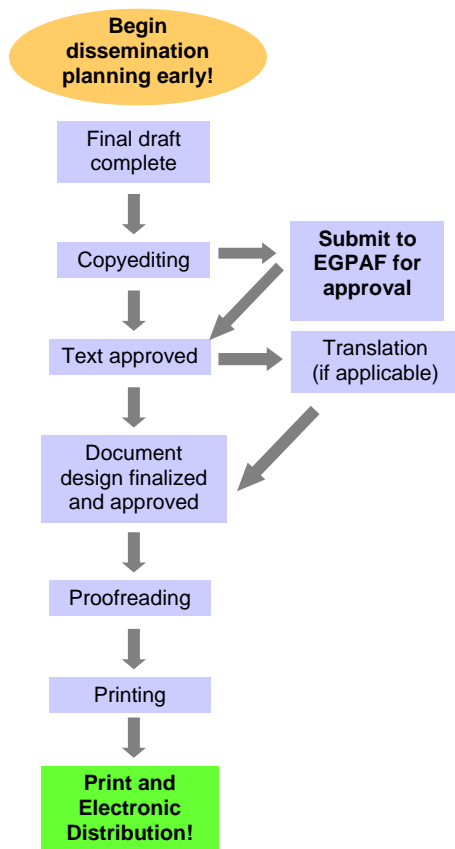 Begin
dissemination
planning early!
Final draft
complete
Copyediting
Submit to
EGPAF for
approval
Text approved
Translation
(if applicable)
Document
design finalized
and approved
Proofreading
Printing
Print and
Electronic
Distribution!